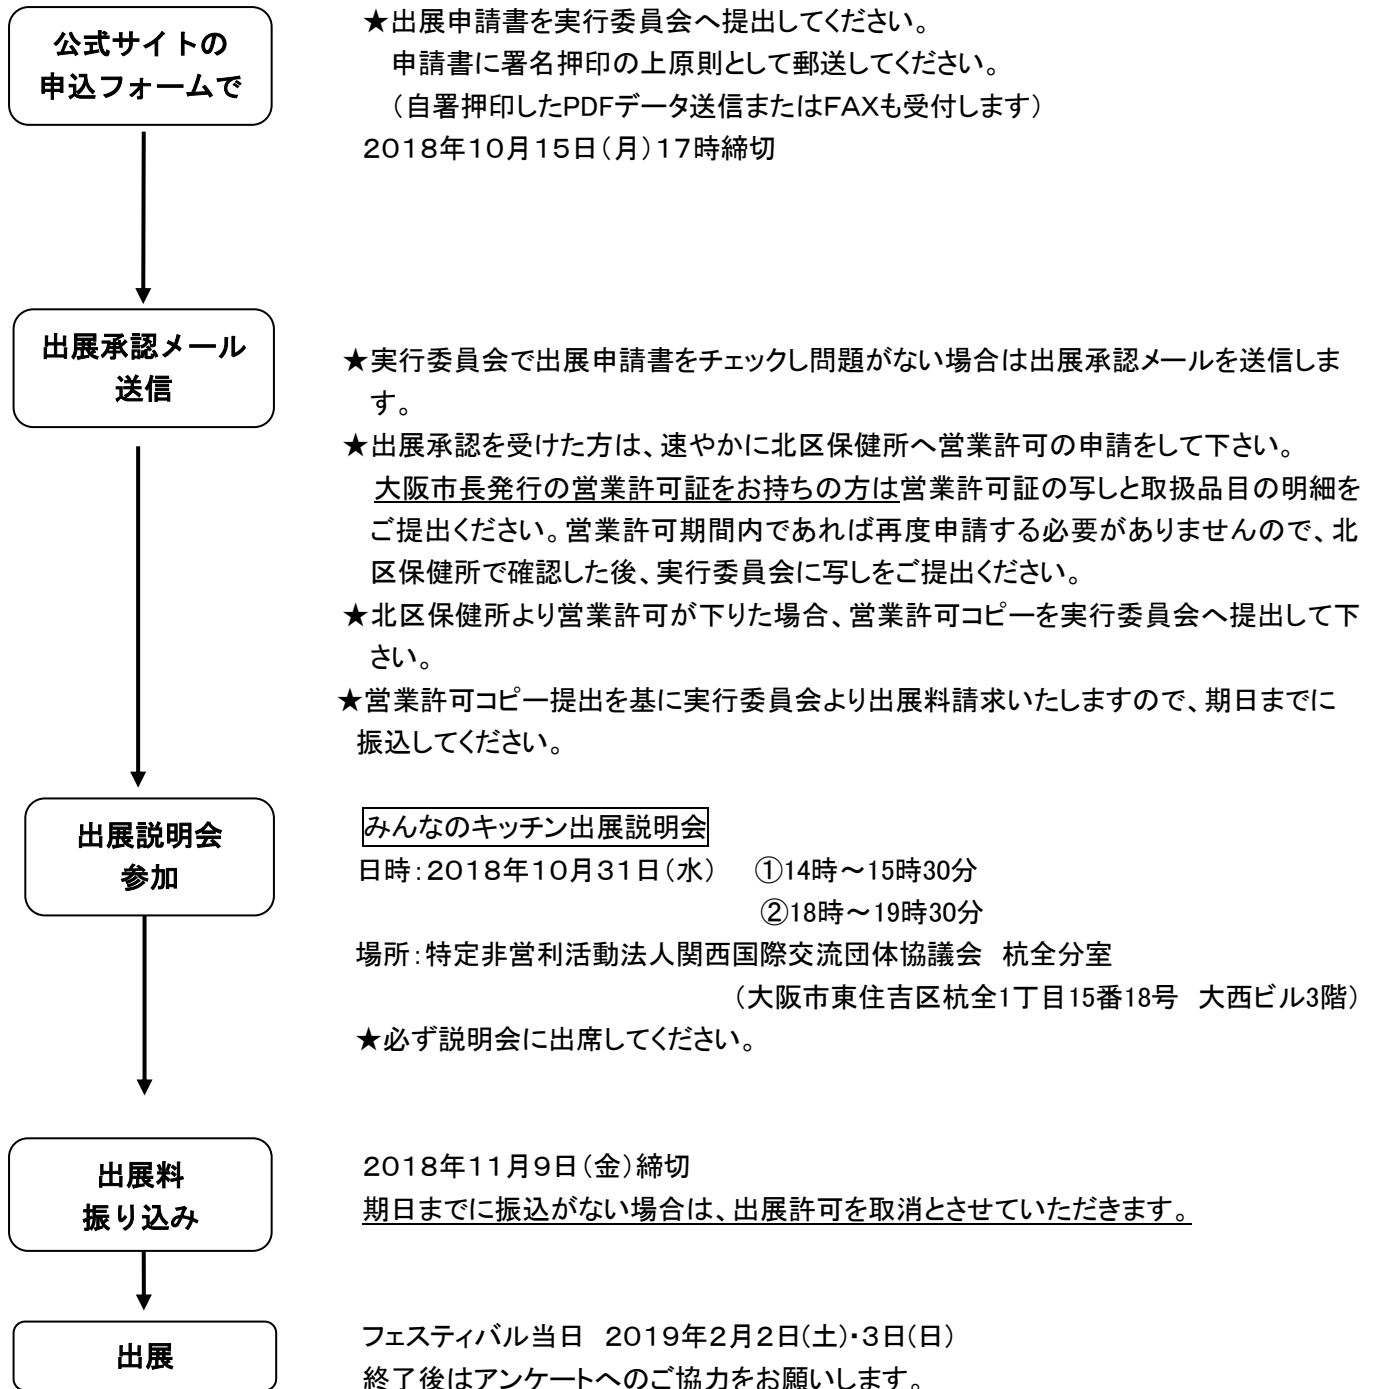 公式サイトの
申込フォームで
★出展申請書を実行委員会へ提出してください。
申請書に署名押印の上原則として郵送してください。
（自署押印したPDFデータ送信またはFAXも受付します）
２０１８年１０月１５日（月）１７時締切
出展承認メール
送信
★実行委員会で出展申請書をチェックし問題がない場合は出展承認メールを送信しま
す。
★出展承認を受けた方は、速やかに北区保健所へ営業許可の申請をして下さい。
大阪市長発行の営業許可証をお持ちの方は営業許可証の写しと取扱品目の明細を
ご提出ください。営業許可期間内であれば再度申請する必要がありませんので、北
区保健所で確認した後、実行委員会に写しをご提出ください。
★北区保健所より営業許可が下りた場合、営業許可コピーを実行委員会へ提出して下
さい。
★営業許可コピー提出を基に実行委員会より出展料請求いたしますので、期日までに
振込してください。
出展説明会
参加
みんなのキッチン出展説明会
日時：２０１８年１０月３１日（水）　①14時～15時30分
②18時～19時30分
場所：特定非営利活動法人関西国際交流団体協議会　杭全分室
（大阪市東住吉区杭全1丁目15番18号　大西ビル3階）
★必ず説明会に出席してください。
出展料
振り込み
２０１８年１１月９日（金）締切
期日までに振込がない場合は、出展許可を取消とさせていただきます。
出展
フェスティバル当日　２０１９年２月２日(土)・３日(日)
終了後はアンケートへのご協力をお願いします。